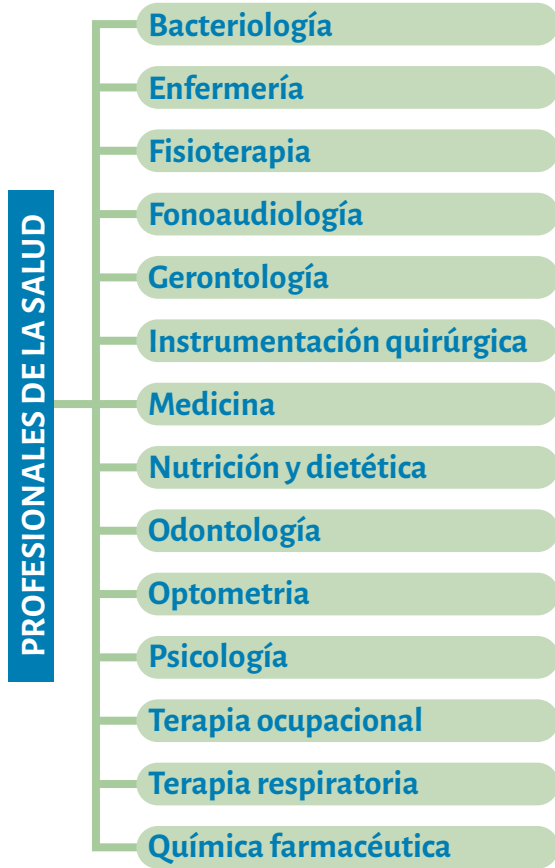 PROFESIONALES DE LA SALUD
Bacteriología
Enfermería
Fisioterapia
Fonoaudiología
Gerontología
Instrumentación quirúrgica
Medicina
Nutrición y dietética
Odontología
Optometria
Psicología
Terapia ocupacional
Terapia respiratoria
Química farmacéutica